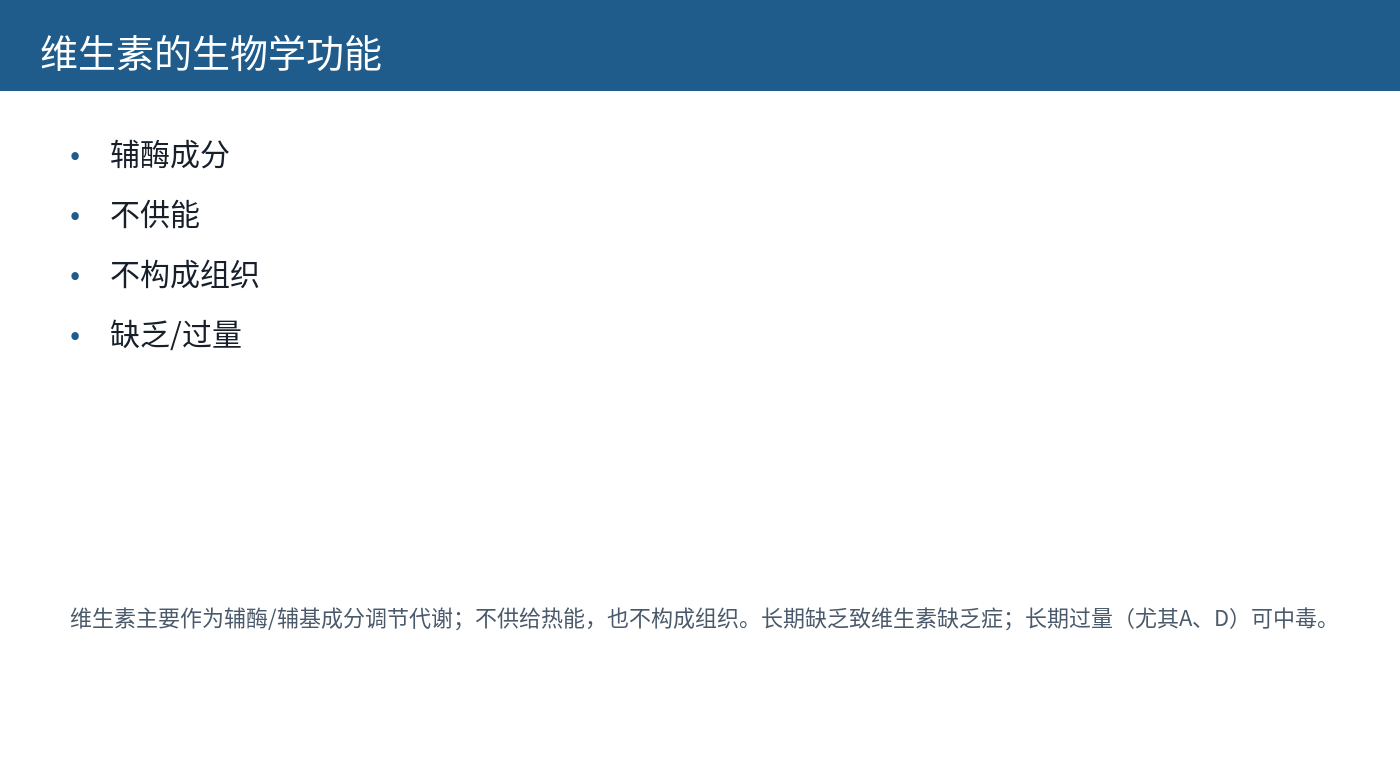 维生素的生物学功能
• 辅酶成分
• 不供能
• 不构成组织
• 缺乏/过量
维生素主要作为辅酶/辅基成分调节代谢；不供给热能，也不构成组织。长期缺乏致维生素缺乏症；长期过量（尤其A、D）可中毒。